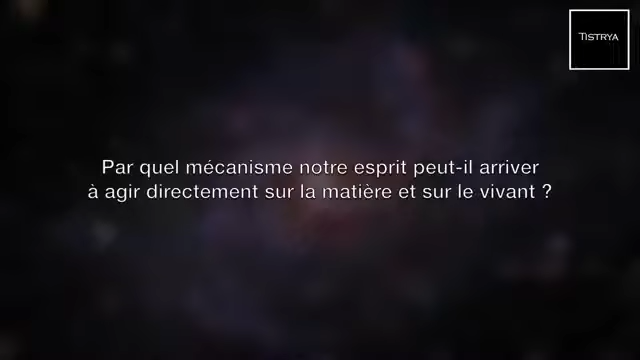 TISTRYA
Par quel mécanisme notre esprit peut-il arriver
à agir directement sur la matière et sur le vivant ?